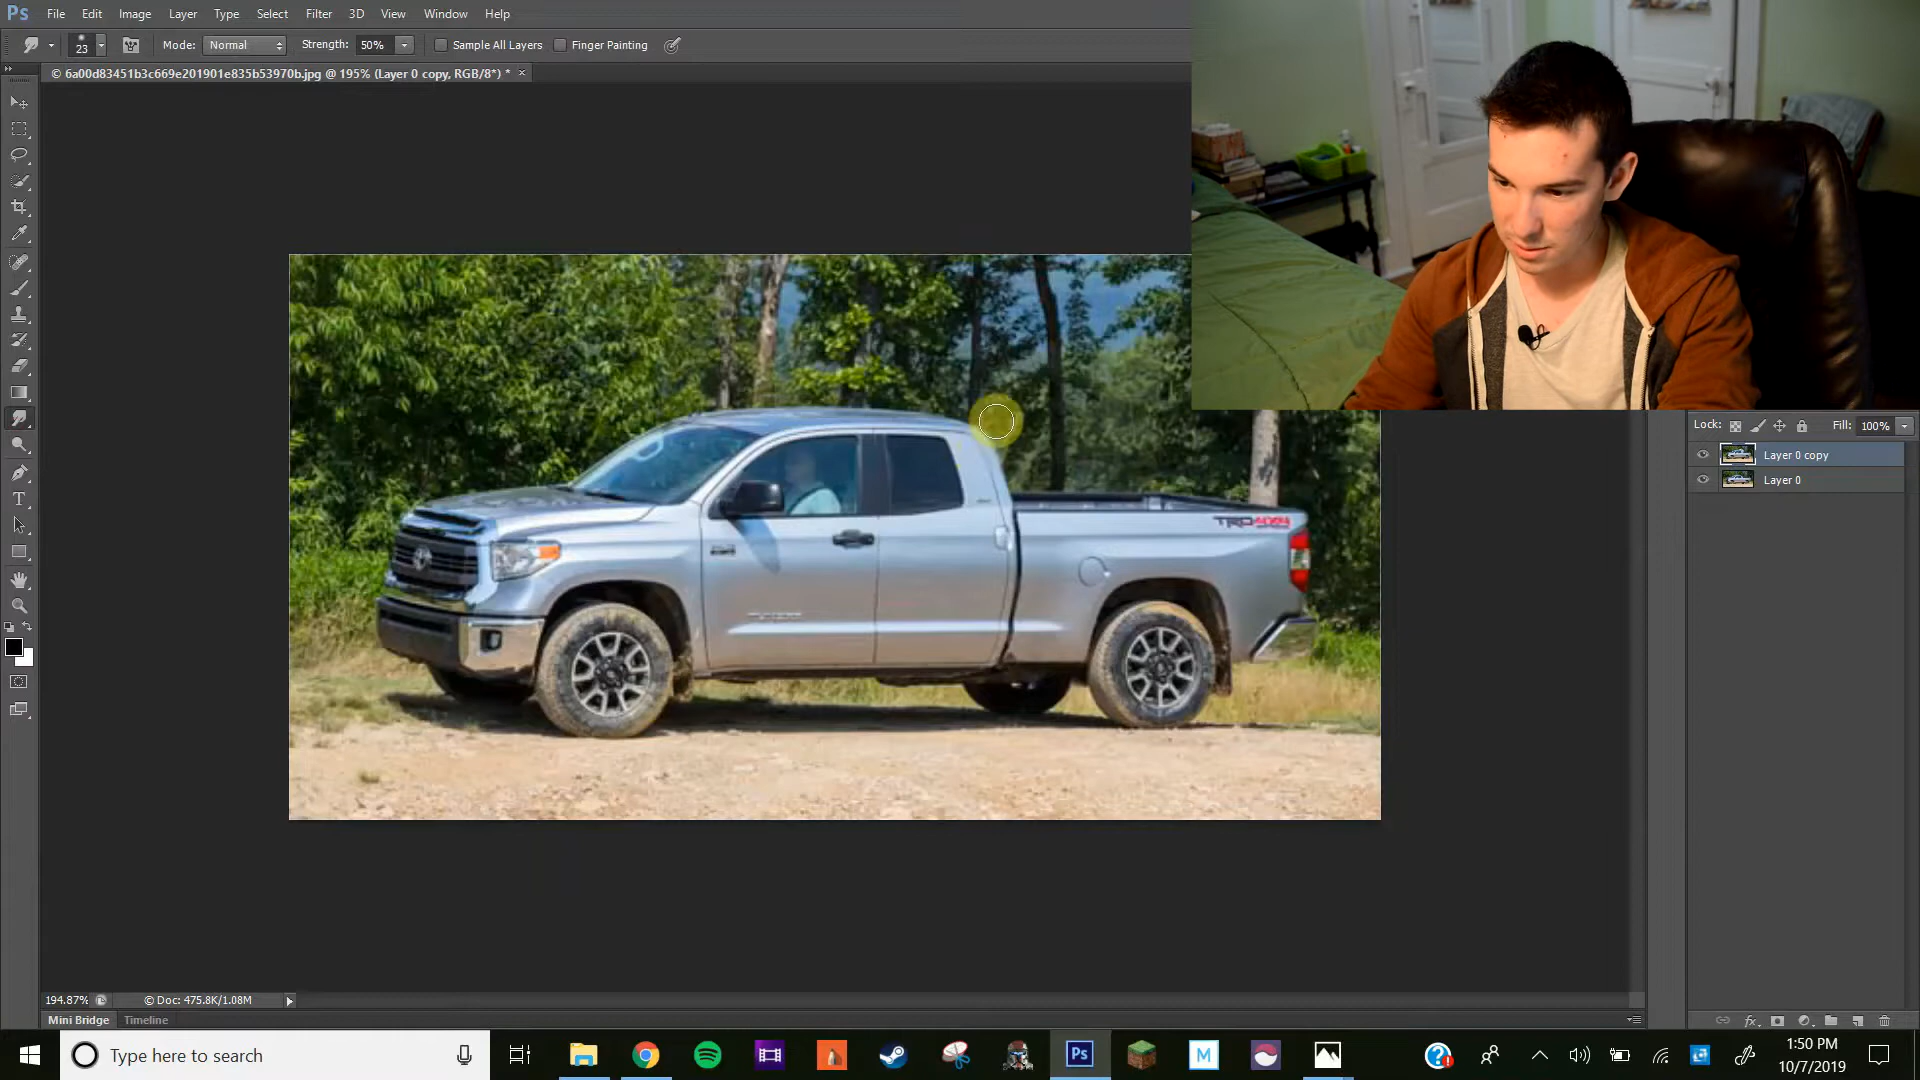 Ps File Edit Image Layer Type Select Filter 3D View Window Help
23 Mode: Normal Strength: 50% Sample All Layers Finger Painting
© 6a00d83451b3c669e201901e835b53970b.jpg @ 195% (Layer 0 copy, RGB/8*) * ×
Lock: Fill: 100%
Layer 0 copy
Layer 0
TRD 4X4
T
194.87% © Doc: 475.8K/1.08M
Mini Bridge Timeline
fx
Type here to search
Ps
M
?
1:50 PM
10/7/2019